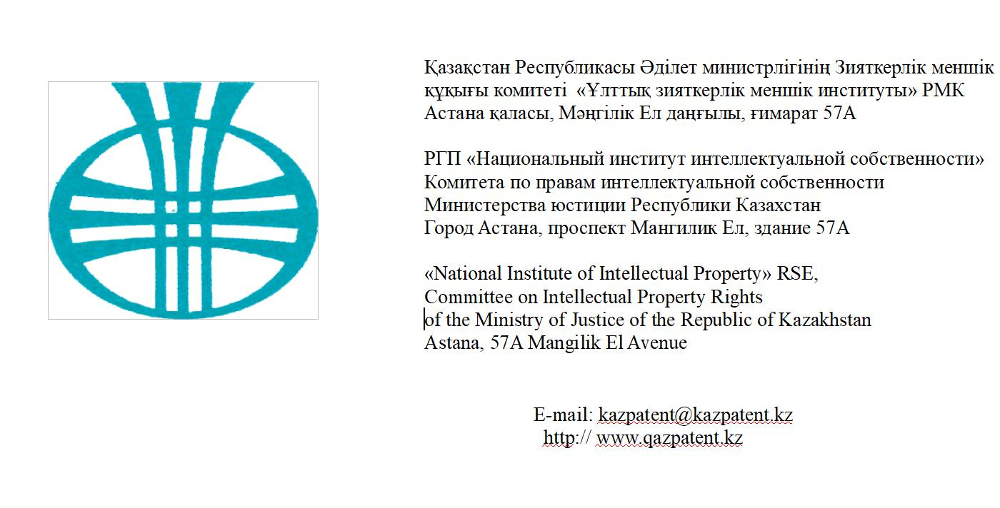 Қазақстан Республикасы Әділет министрлігінің Зияткерлік меншік
құқығы комитеті «Ұлттық зияткерлік меншік институты» РМК
Астана қаласы, Мәңгілік Ел даңғылы, ғимарат 57А
РГП «Национальный институт интеллектуальной собственности»
Комитета по правам интеллектуальной собственности
Министерства юстиции Республики Казахстан
Город Астана, проспект Мангилик Ел, здание 57А
«National Institute of Intellectual Property» RSE,
Committee on Intellectual Property Rights
of the Ministry of Justice of the Republic of Kazakhstan
Astana, 57A Mangilik El Avenue
E-mail: kazpatent@kazpatent.kz
http:// www.qazpatent.kz